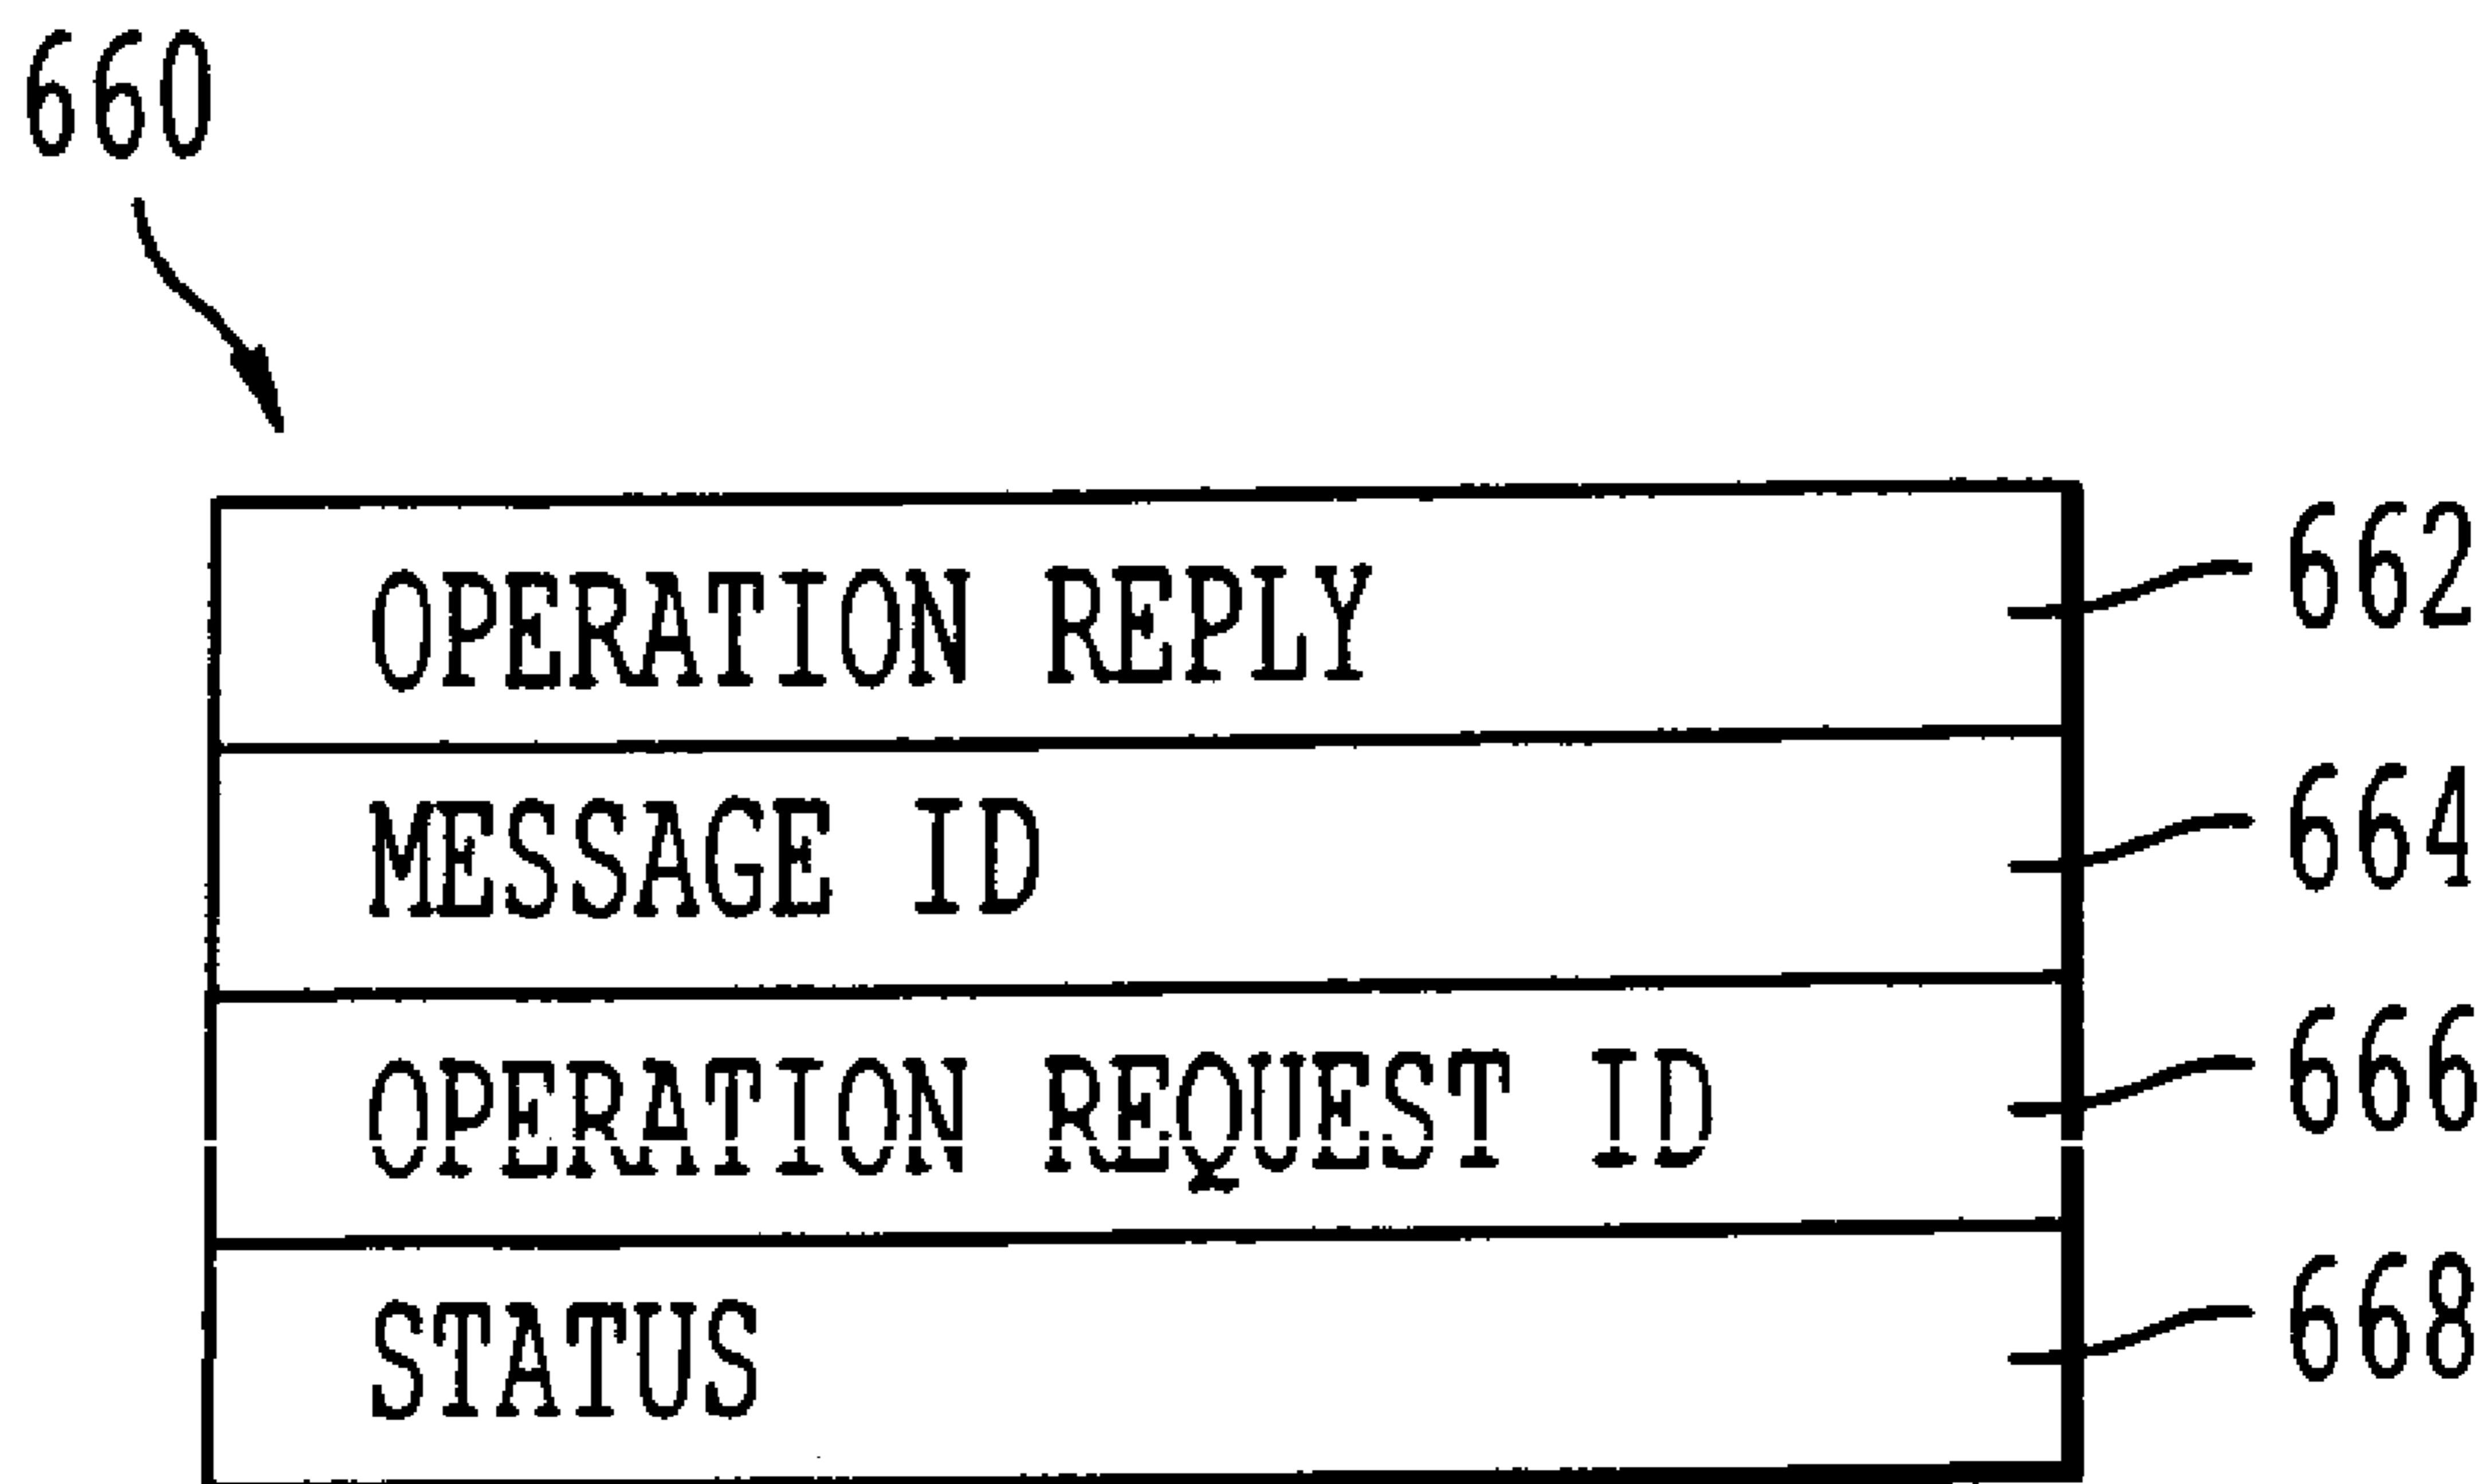 660
OPERATION REPLY 662
MESSAGE ID 664
OPERATION REQUEST ID 666
STATUS 668